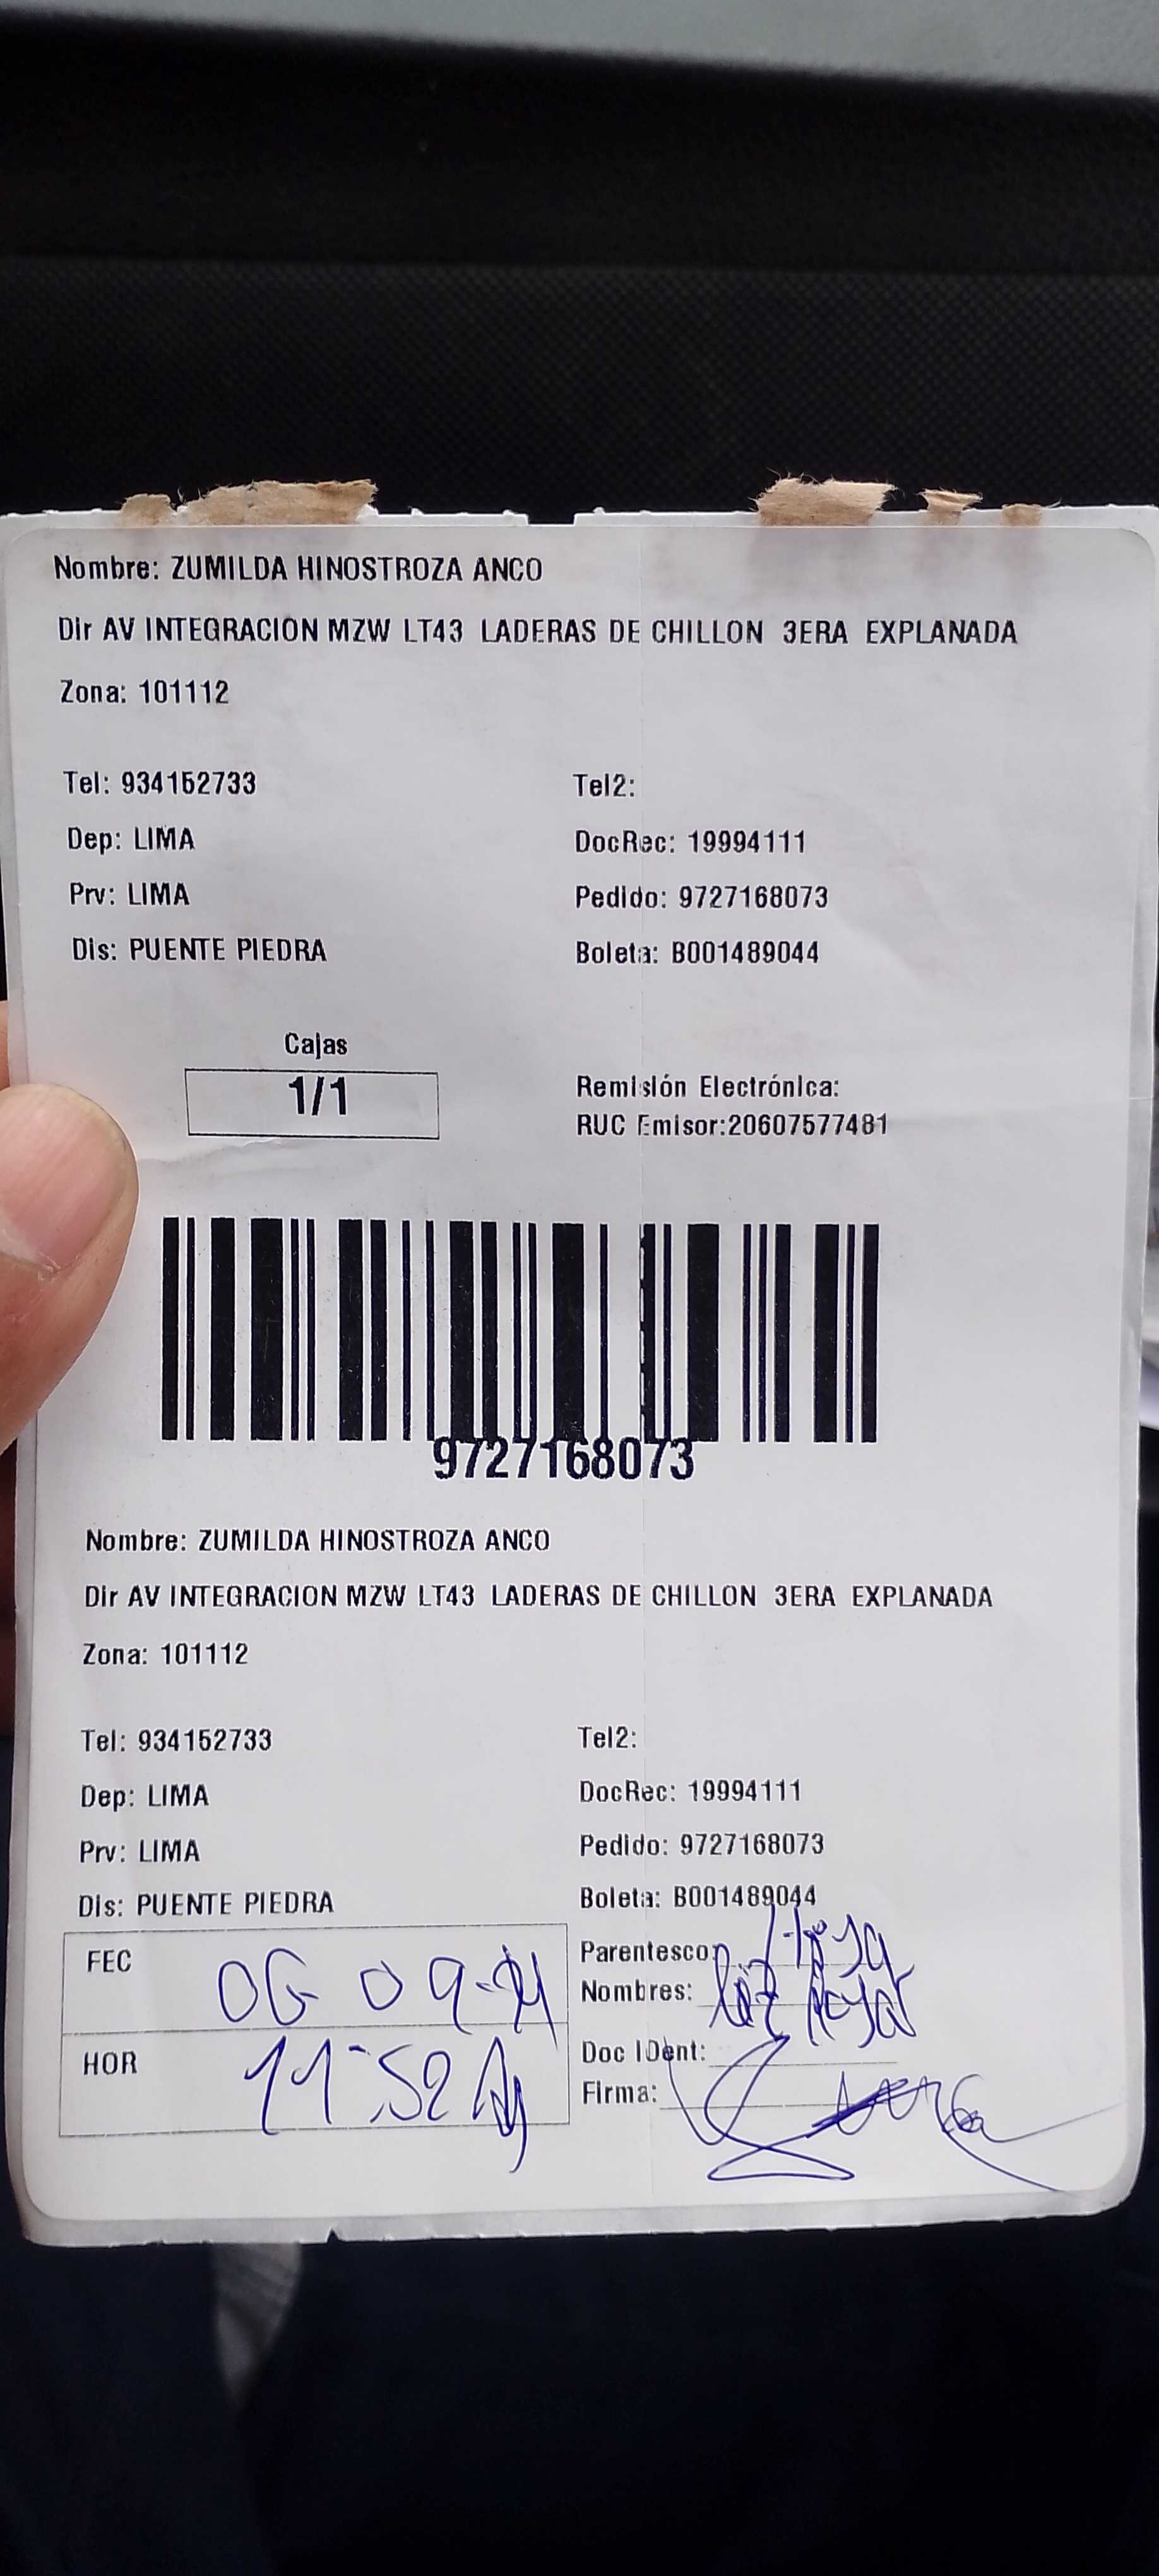 Nombre: ZUMILDA HINOSTROZA ANCO
Dir AV INTEGRACION MZW LT43 LADERAS DE CHILLON 3ERA EXPLANADA
Zona: 101112
Tel: 934152733 Tel2:
Dep: LIMA DocRec: 19994111
Prv: LIMA Pedido: 9727168073
Dis: PUENTE PIEDRA Boleta: B001489044
Cajas
1/1
Remisión Electrónica:
RUC Emisor:20607577481
9727168073
Nombre: ZUMILDA HINOSTROZA ANCO
Dir AV INTEGRACION MZW LT43 LADERAS DE CHILLON 3ERA EXPLANADA
Zona: 101112
Tel: 934152733 Tel2:
Dep: LIMA DocRec: 19994111
Prv: LIMA Pedido: 9727168073
Dis: PUENTE PIEDRA Boleta: B001489044
FEC 06 09
Parentesco:
Nombres:
HOR 11:52
Doc IDent:
Firma: